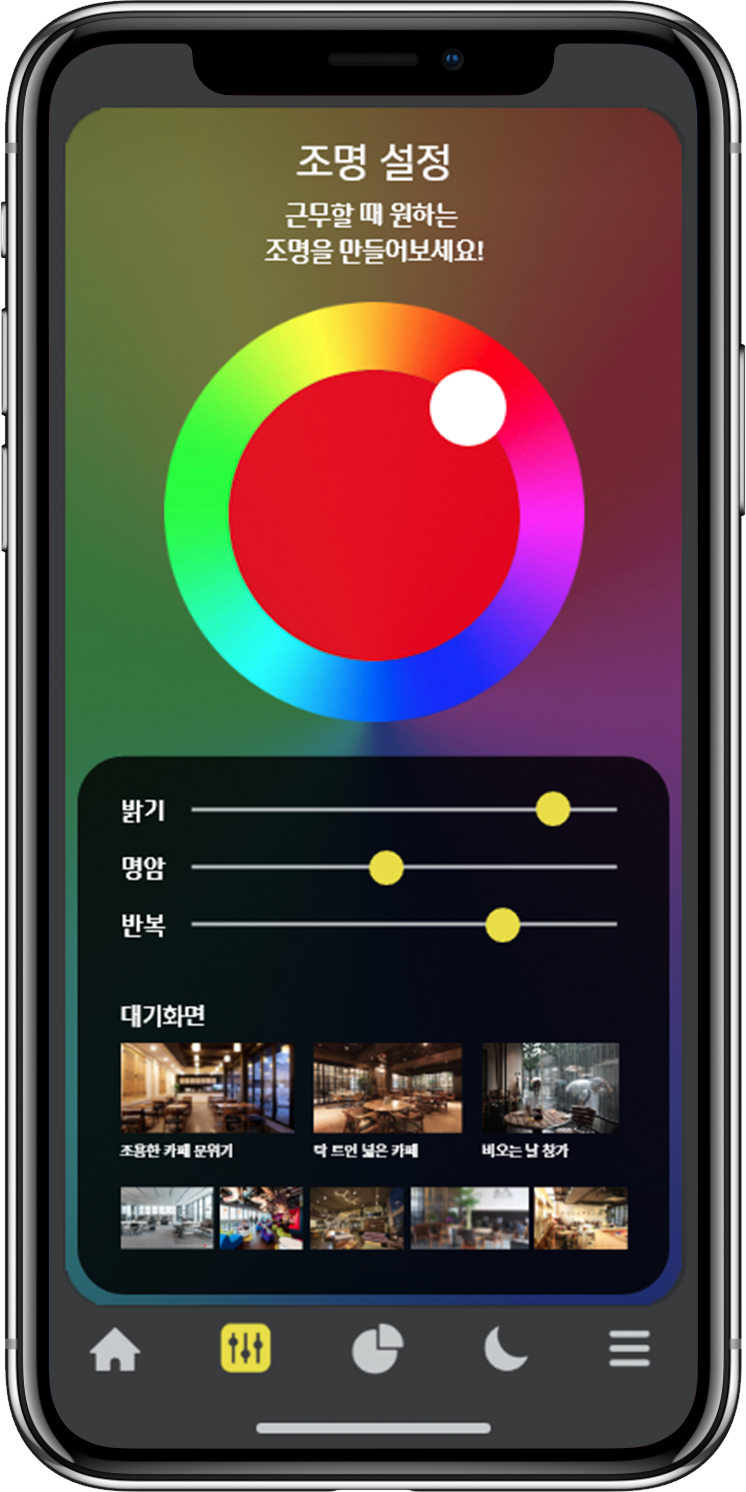 조명 설정
근무할 때 원하는
조명을 만들어보세요!
밝기
명암
반복
대기화면
조용한 카페 분위기
탁 트인 넓은 카페
비오는 날 창가